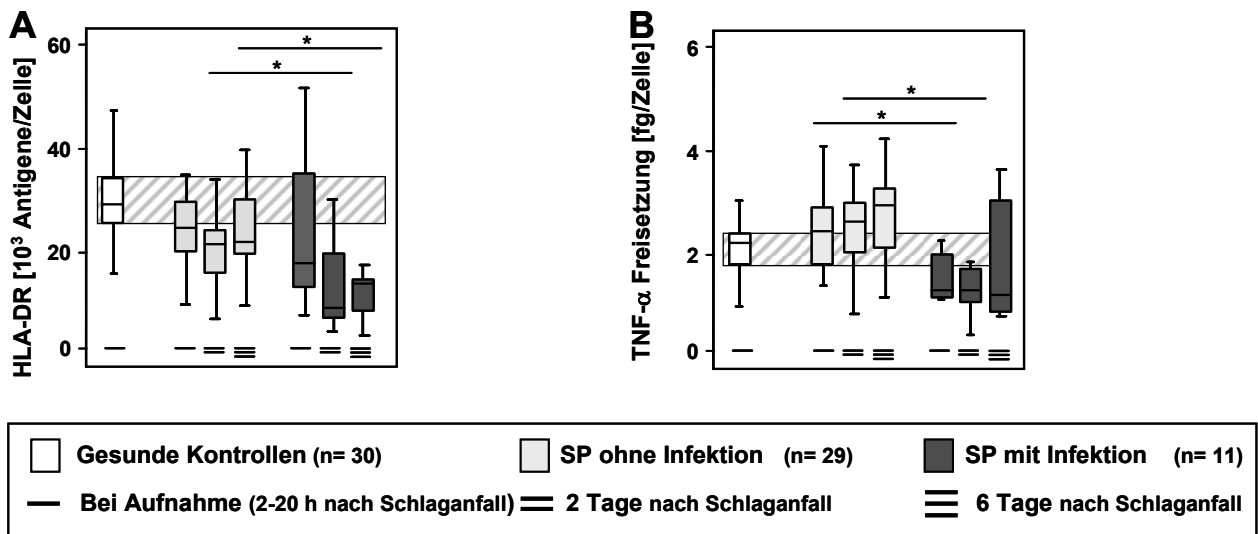 A
HLA-DR [10³ Antigene/Zelle]
60
40
20
0
*
*
B
TNF-α Freisetzung [fg/Zelle]
6
4
2
0
*
*
Gesunde Kontrollen (n= 30)
SP ohne Infektion (n= 29)
SP mit Infektion (n= 11)
Bei Aufnahme (2-20 h nach Schlaganfall)
2 Tage nach Schlaganfall
6 Tage nach Schlaganfall